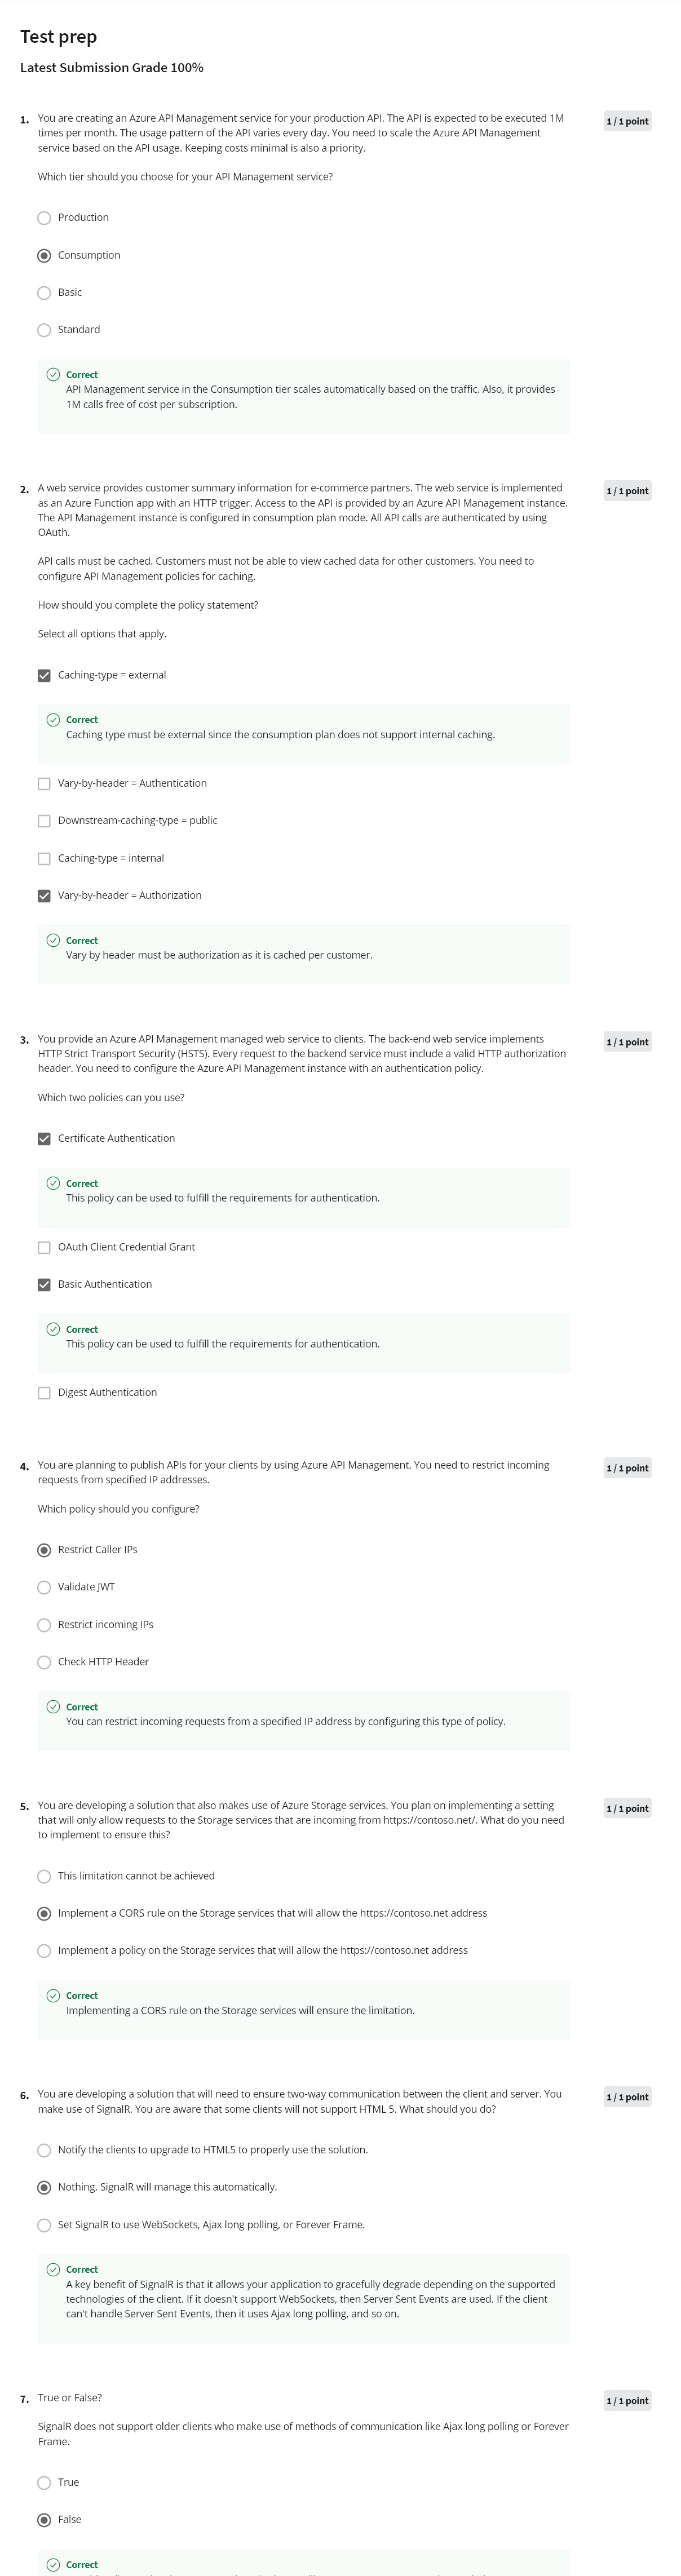 Test prep
Latest Submission Grade 100%
1. You are creating an Azure API Management service for your production API. The API is expected to be executed 1M
1 / 1 point
times per month. The usage pattern of the API varies every day. You need to scale the Azure API Management
service based on the API usage. Keeping costs minimal is also a priority.
Which tier should you choose for your API Management service?
Production
Consumption
Basic
Standard
Correct
API Management service in the Consumption tier scales automatically based on the traffic. Also, it provides
1M calls free of cost per subscription.
2. A web service provides customer summary information for e-commerce partners. The web service is implemented
1 / 1 point
as an Azure Function app with an HTTP trigger. Access to the API is provided by an Azure API Management instance.
The API Management instance is configured in consumption plan mode. All API calls are authenticated by using
OAuth.
API calls must be cached. Customers must not be able to view cached data for other customers. You need to
configure API Management policies for caching.
How should you complete the policy statement?
Select all options that apply.
Caching-type = external
Correct
Caching type must be external since the consumption plan does not support internal caching.
Vary-by-header = Authentication
Downstream-caching-type = public
Caching-type = internal
Vary-by-header = Authorization
Correct
Vary by header must be authorization as it is cached per customer.
3. You provide an Azure API Management managed web service to clients. The back-end web service implements
1 / 1 point
HTTP Strict Transport Security (HSTS). Every request to the backend service must include a valid HTTP authorization
header. You need to configure the Azure API Management instance with an authentication policy.
Which two policies can you use?
Certificate Authentication
Correct
This policy can be used to fulfill the requirements for authentication.
OAuth Client Credential Grant
Basic Authentication
Correct
This policy can be used to fulfill the requirements for authentication.
Digest Authentication
4. You are planning to publish APIs for your clients by using Azure API Management. You need to restrict incoming
1 / 1 point
requests from specified IP addresses.
Which policy should you configure?
Restrict Caller IPs
Validate JWT
Restrict incoming IPs
Check HTTP Header
Correct
You can restrict incoming requests from a specified IP address by configuring this type of policy.
5. You are developing a solution that also makes use of Azure Storage services. You plan on implementing a setting
1 / 1 point
that will only allow requests to the Storage services that are incoming from https://contoso.net/. What do you need
to implement to ensure this?
This limitation cannot be achieved
Implement a CORS rule on the Storage services that will allow the https://contoso.net address
Implement a policy on the Storage services that will allow the https://contoso.net address
Correct
Implementing a CORS rule on the Storage services will ensure the limitation.
6. You are developing a solution that will need to ensure two-way communication between the client and server. You
1 / 1 point
make use of SignalR. You are aware that some clients will not support HTML 5. What should you do?
Notify the clients to upgrade to HTML5 to properly use the solution.
Nothing. SignalR will manage this automatically.
Set SignalR to use WebSockets, Ajax long polling, or Forever Frame.
Correct
A key benefit of SignalR is that it allows your application to gracefully degrade depending on the supported
technologies of the client. If it doesn't support WebSockets, then Server Sent Events are used. If the client
can't handle Server Sent Events, then it uses Ajax long polling, and so on.
7. True or False?
1 / 1 point
SignalR does not support older clients who make use of methods of communication like Ajax long polling or Forever
Frame.
True
False
Correct